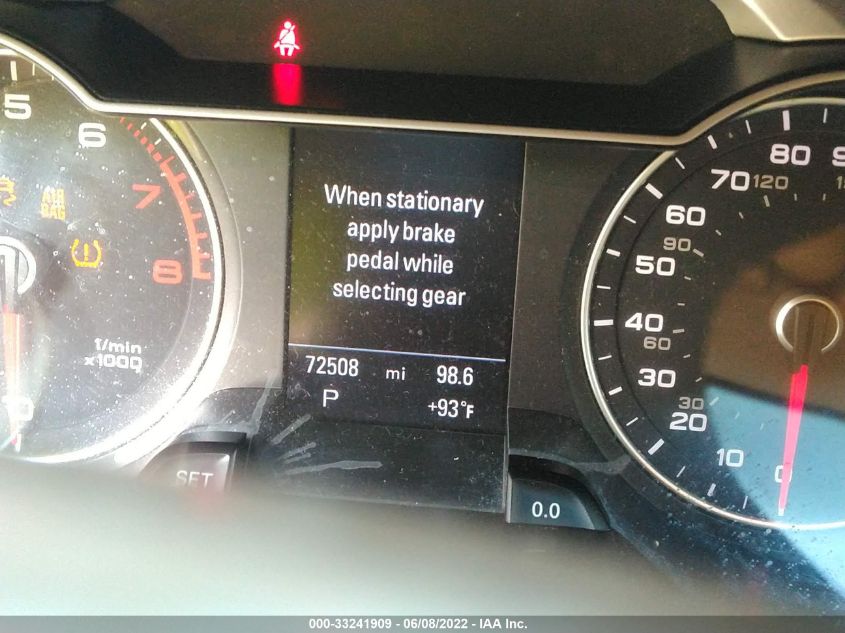 5
6
7
8
AIR
BAG
1/min
x1000
0
SET
When stationary
apply brake
pedal while
selecting gear
72508 mi 98.6
P +93°F
0.0
80
70 120
60
90
50
40
60
30
30
20
10
0
000-33241909 - 06/08/2022 - IAA Inc.